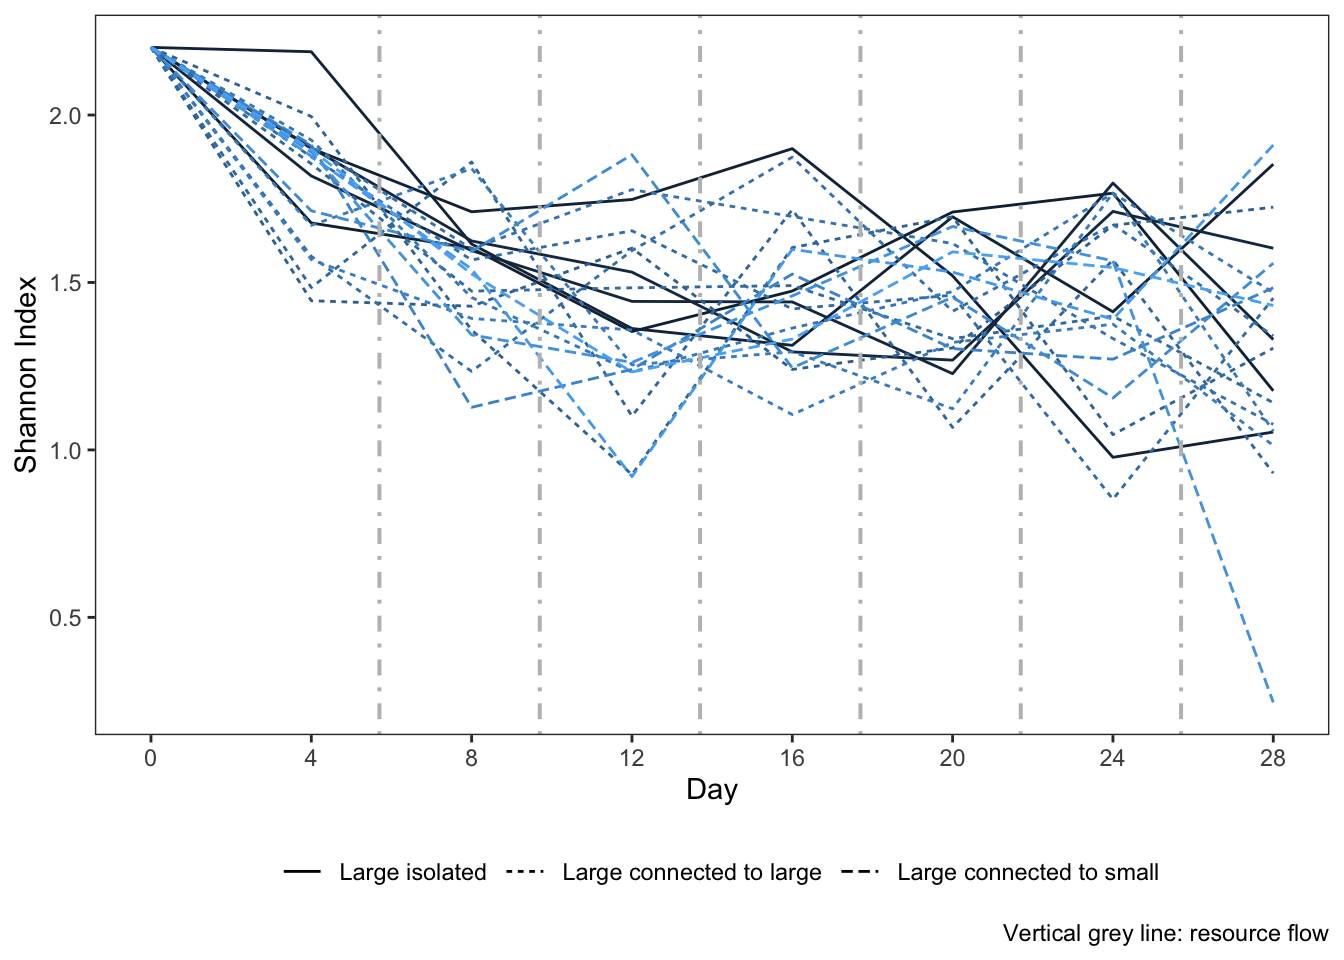 2.0
1.5
1.0
0.5
Shannon Index
0 4 8 12 16 20 24 28
Day
Large isolated Large connected to large Large connected to small
Vertical grey line: resource flow